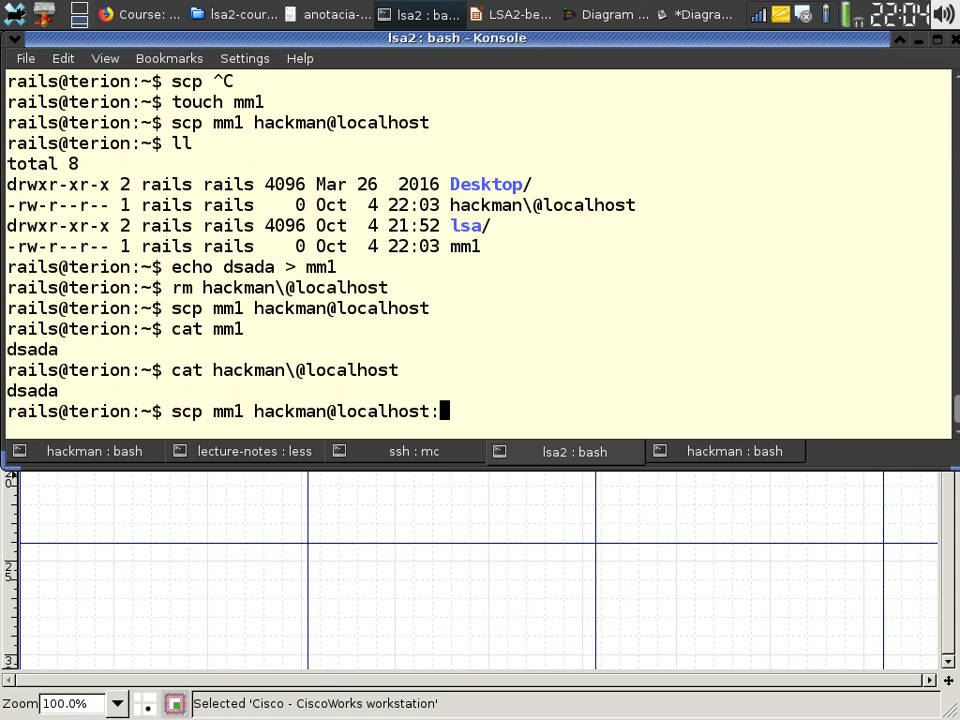 Course: ...
lsa2-cour...
anotacia-...
lsa2 : ba...
LSA2-be...
Diagram ...
*Diagra...
22:04
lsa2 : bash - Konsole
File Edit View Bookmarks Settings Help
rails@terion:~$ scp ^C
rails@terion:~$ touch mm1
rails@terion:~$ scp mm1 hackman@localhost
rails@terion:~$ ll
total 8
drwxr-xr-x 2 rails rails 4096 Mar 26  2016 Desktop/
-rw-r--r-- 1 rails rails    0 Oct  4 22:03 hackman\@localhost
drwxr-xr-x 2 rails rails 4096 Oct  4 21:52 lsa/
-rw-r--r-- 1 rails rails    0 Oct  4 22:03 mm1
rails@terion:~$ echo dsada > mm1
rails@terion:~$ rm hackman\@localhost
rails@terion:~$ scp mm1 hackman@localhost
rails@terion:~$ cat mm1
dsada
rails@terion:~$ cat hackman\@localhost
dsada
rails@terion:~$ scp mm1 hackman@localhost:
hackman : bash
lecture-notes : less
ssh : mc
lsa2 : bash
hackman : bash
25
Zoom 100.0%
Selected 'Cisco - CiscoWorks workstation'